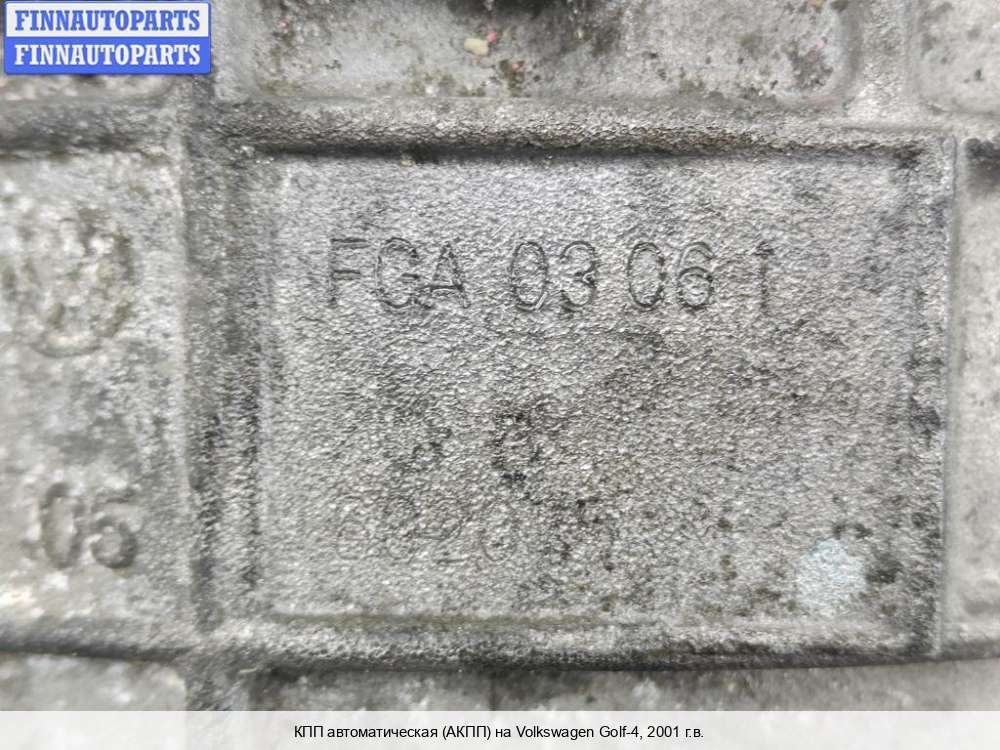 FINNAUTOPARTS
FINNAUTOPARTS
FGA 03 06 1
05
КПП автоматическая (АКПП) на Volkswagen Golf-4, 2001 г.в.